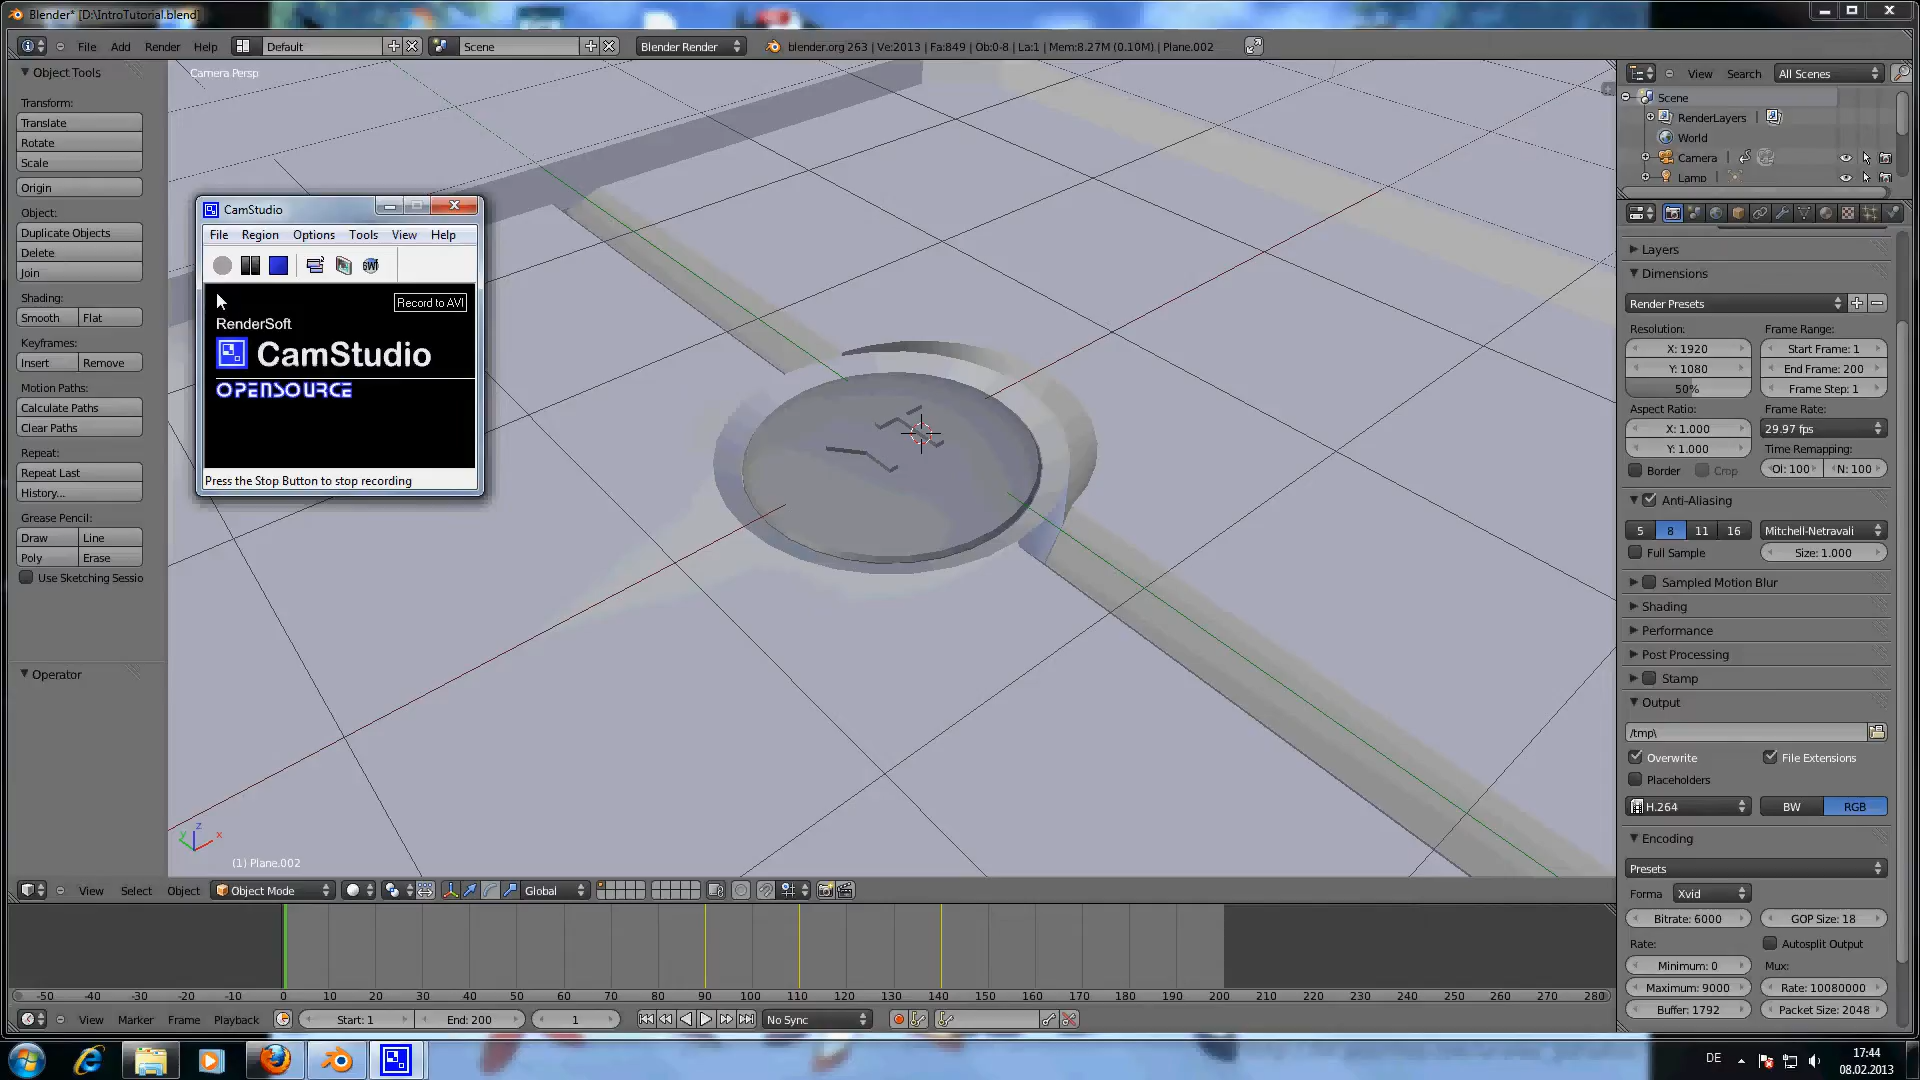 Blender* [D:\IntroTutorial.blend]
File Add Render Help Default Scene Blender Render blender.org 263 | Ve:2013 | Fa:849 | Ob:0-8 | La:1 | Mem:8.27M (0.10M) | Plane.002
Object Tools
Transform:
Translate
Rotate
Scale
Origin
Object:
Duplicate Objects
Delete
Join
Shading:
Smooth Flat
Keyframes:
Insert Remove
Motion Paths:
Calculate Paths
Clear Paths
Repeat:
Repeat Last
History...
Grease Pencil:
Draw Line
Poly Erase
Use Sketching Sessio
Operator
Camera Persp
CamStudio
File Region Options Tools View Help
Record to AVI
RenderSoft
CamStudio
OPENSOURCE
Press the Stop Button to stop recording
z
y x
(1) Plane.002
View Search All Scenes
Scene
RenderLayers |
World
Camera
Lamp
Layers
Dimensions
Render Presets
Resolution: Frame Range:
X: 1920 Start Frame: 1
Y: 1080 End Frame: 200
50% Frame Step: 1
Aspect Ratio: Frame Rate:
X: 1.000 29.97 fps
Y: 1.000 Time Remapping:
Border Crop Ol: 100 N: 100
Anti-Aliasing
5 8 11 16 Mitchell-Netravali
Full Sample Size: 1.000
Sampled Motion Blur
Shading
Performance
Post Processing
Stamp
Output
/tmp\
Overwrite File Extensions
Placeholders
H.264 BW RGB
Encoding
Presets
Forma Xvid
Bitrate: 6000 GOP Size: 18
Rate: Autosplit Output
Minimum: 0 Mux:
Maximum: 9000 Rate: 10080000
Buffer: 1792 Packet Size: 2048
View Select Object Object Mode Global
-50 -40 -30 -20 -10 0 10 20 30 40 50 60 70 80 90 100 110 120 130 140 150 160 170 180 190 200 210 220 230 240 250 260 270 280
View Marker Frame Playback Start: 1 End: 200 1 No Sync
DE 17:44
08.02.2013